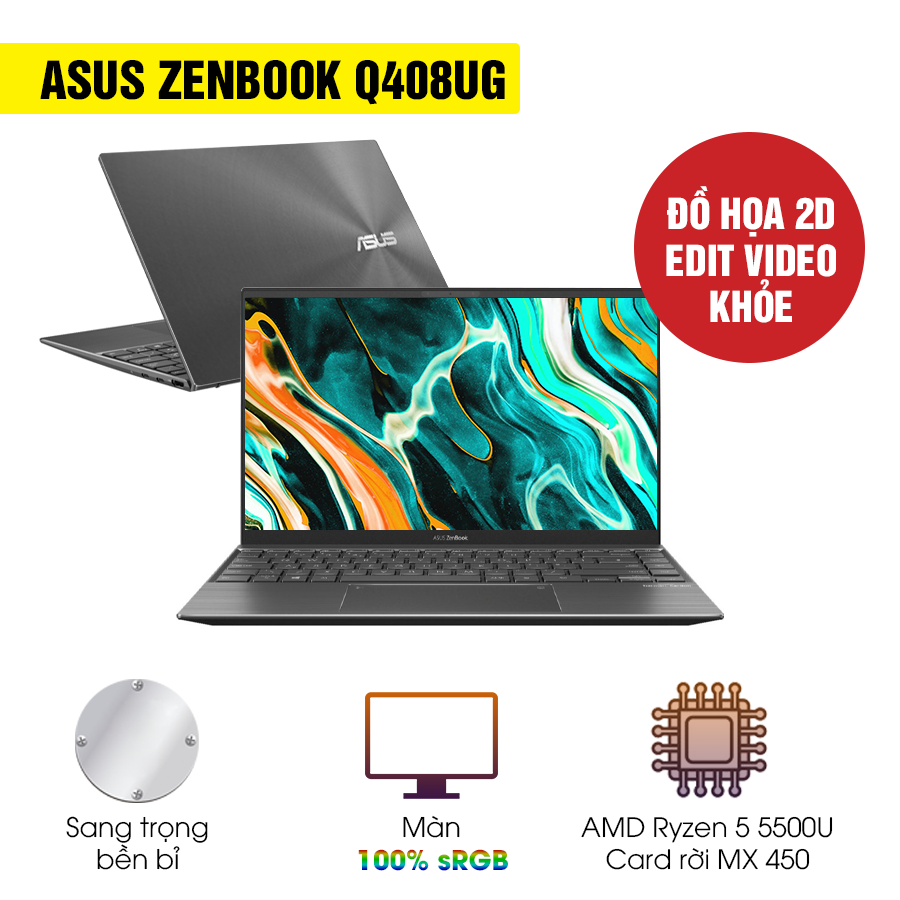 ASUS ZENBOOK Q408UG
ĐỒ HỌA 2D
EDIT VIDEO
KHỎE
ASUS
ASUS ZenBook
Sang trọng
bền bỉ
Màn
100% sRGB
AMD Ryzen 5 5500U
Card rời MX 450